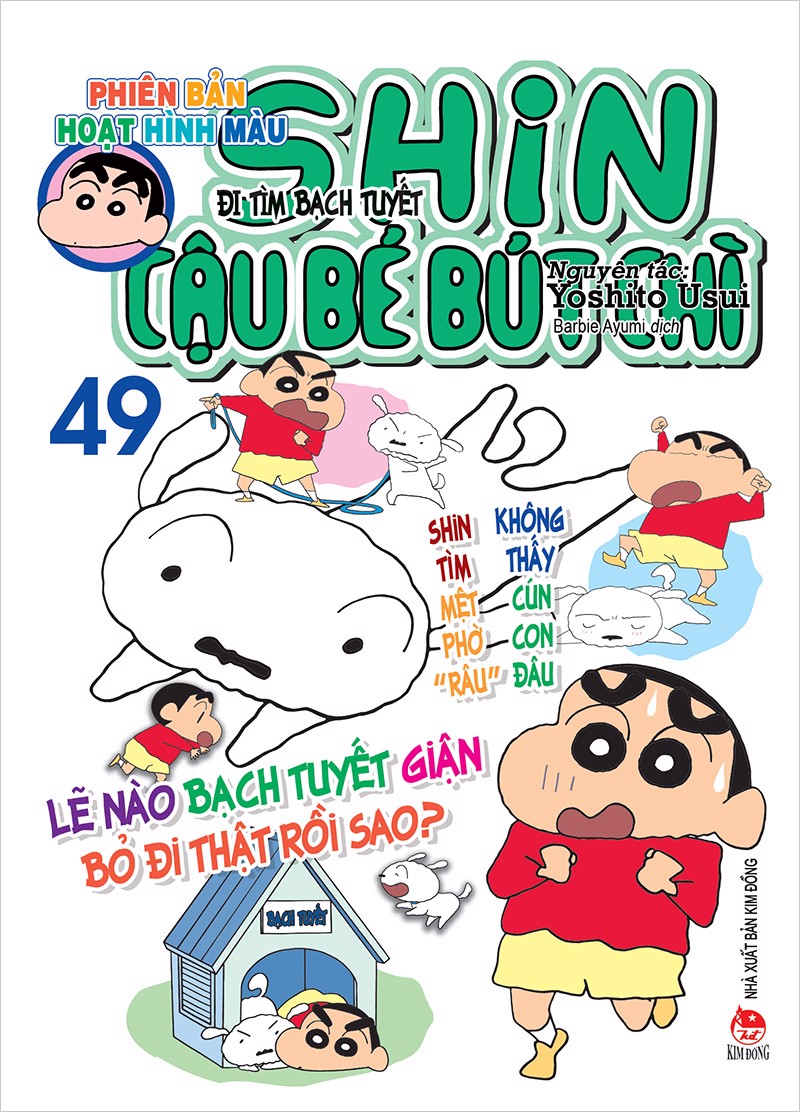 PHIÊN BẢN
HOẠT HÌNH MÀU
SHiN
ĐI TÌM BẠCH TUYẾT
CẬU BÉ BÚT CHÌ
Nguyên tác:
Yoshito Usui
Barbie Ayumi dịch
49
SHiN
TÌM
MỆT
PHỜ
“RÂU”
KHÔNG
THẤY
CÚN
CON
ĐÂU
LẼ NÀO BẠCH TUYẾT GIẬN
BỎ ĐI THẬT RỒI SAO?
BẠCH TUYẾT
NHÀ XUẤT BẢN KIM ĐỒNG
KIM ĐỒNG